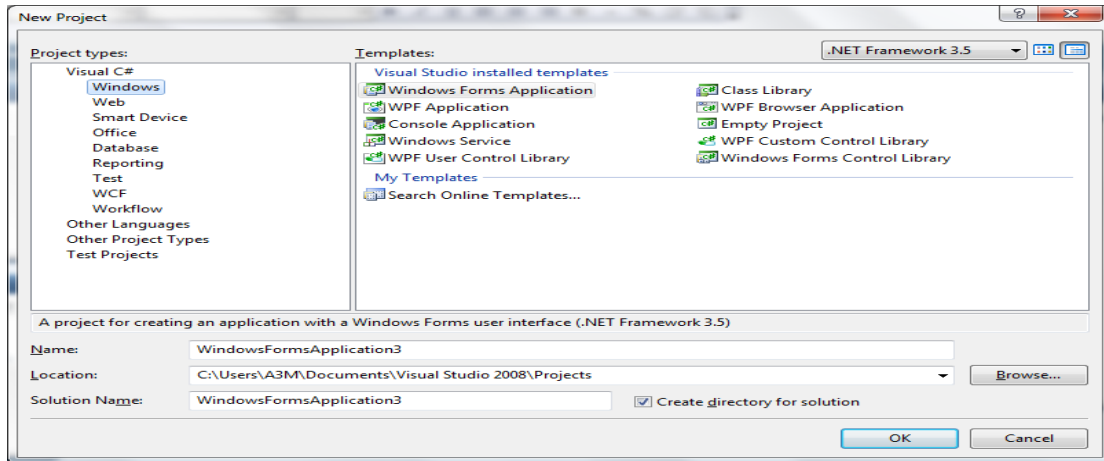 New Project
Project types:
Templates:
.NET Framework 3.5
Visual C#
Windows
Web
Smart Device
Office
Database
Reporting
Test
WCF
Workflow
Other Languages
Other Project Types
Test Projects
Visual Studio installed templates
Windows Forms Application
WPF Application
Console Application
Windows Service
WPF User Control Library
Class Library
WPF Browser Application
Empty Project
WPF Custom Control Library
Windows Forms Control Library
My Templates
Search Online Templates...
A project for creating an application with a Windows Forms user interface (.NET Framework 3.5)
Name: WindowsFormsApplication3
Location: C:\Users\A3M\Documents\Visual Studio 2008\Projects Browse...
Solution Name: WindowsFormsApplication3 Create directory for solution
OK Cancel